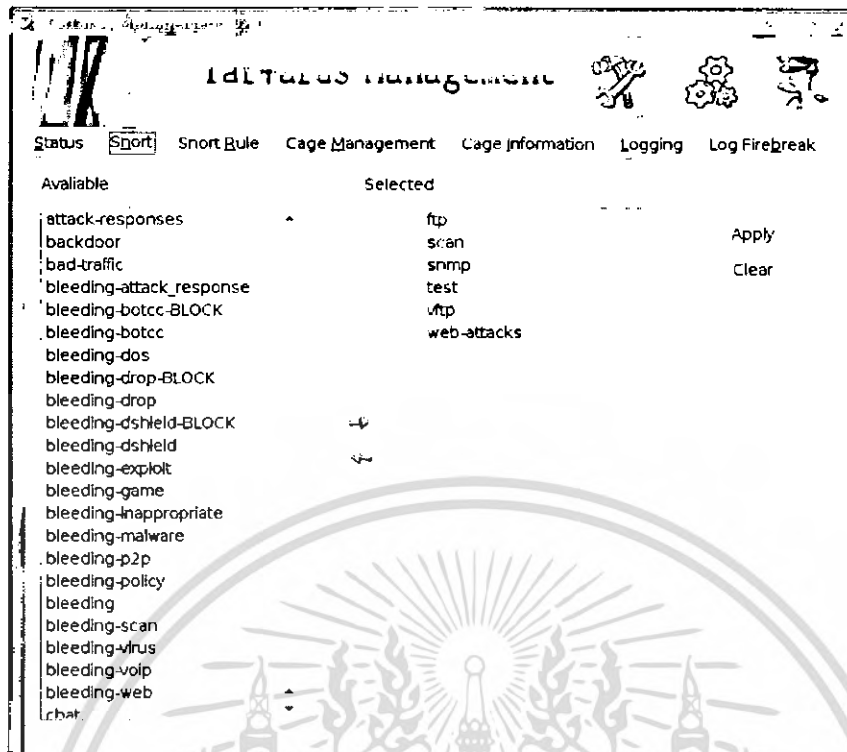 Management
Status Snort Snort Rule Cage Management Cage Information Logging Log Firebreak
Avaliable Selected
attack-responses ftp
backdoor scan Apply
bad-traffic snmp Clear
bleeding-attack_response test
bleeding-botcc-BLOCK vftp
bleeding-botcc web-attacks
bleeding-dos
bleeding-drop-BLOCK
bleeding-drop
bleeding-dshield-BLOCK
bleeding-dshield
bleeding-exploit
bleeding-game
bleeding-inappropriate
bleeding-malware
bleeding-p2p
bleeding-policy
bleeding
bleeding-scan
bleeding-virus
bleeding-voip
bleeding-web
chat